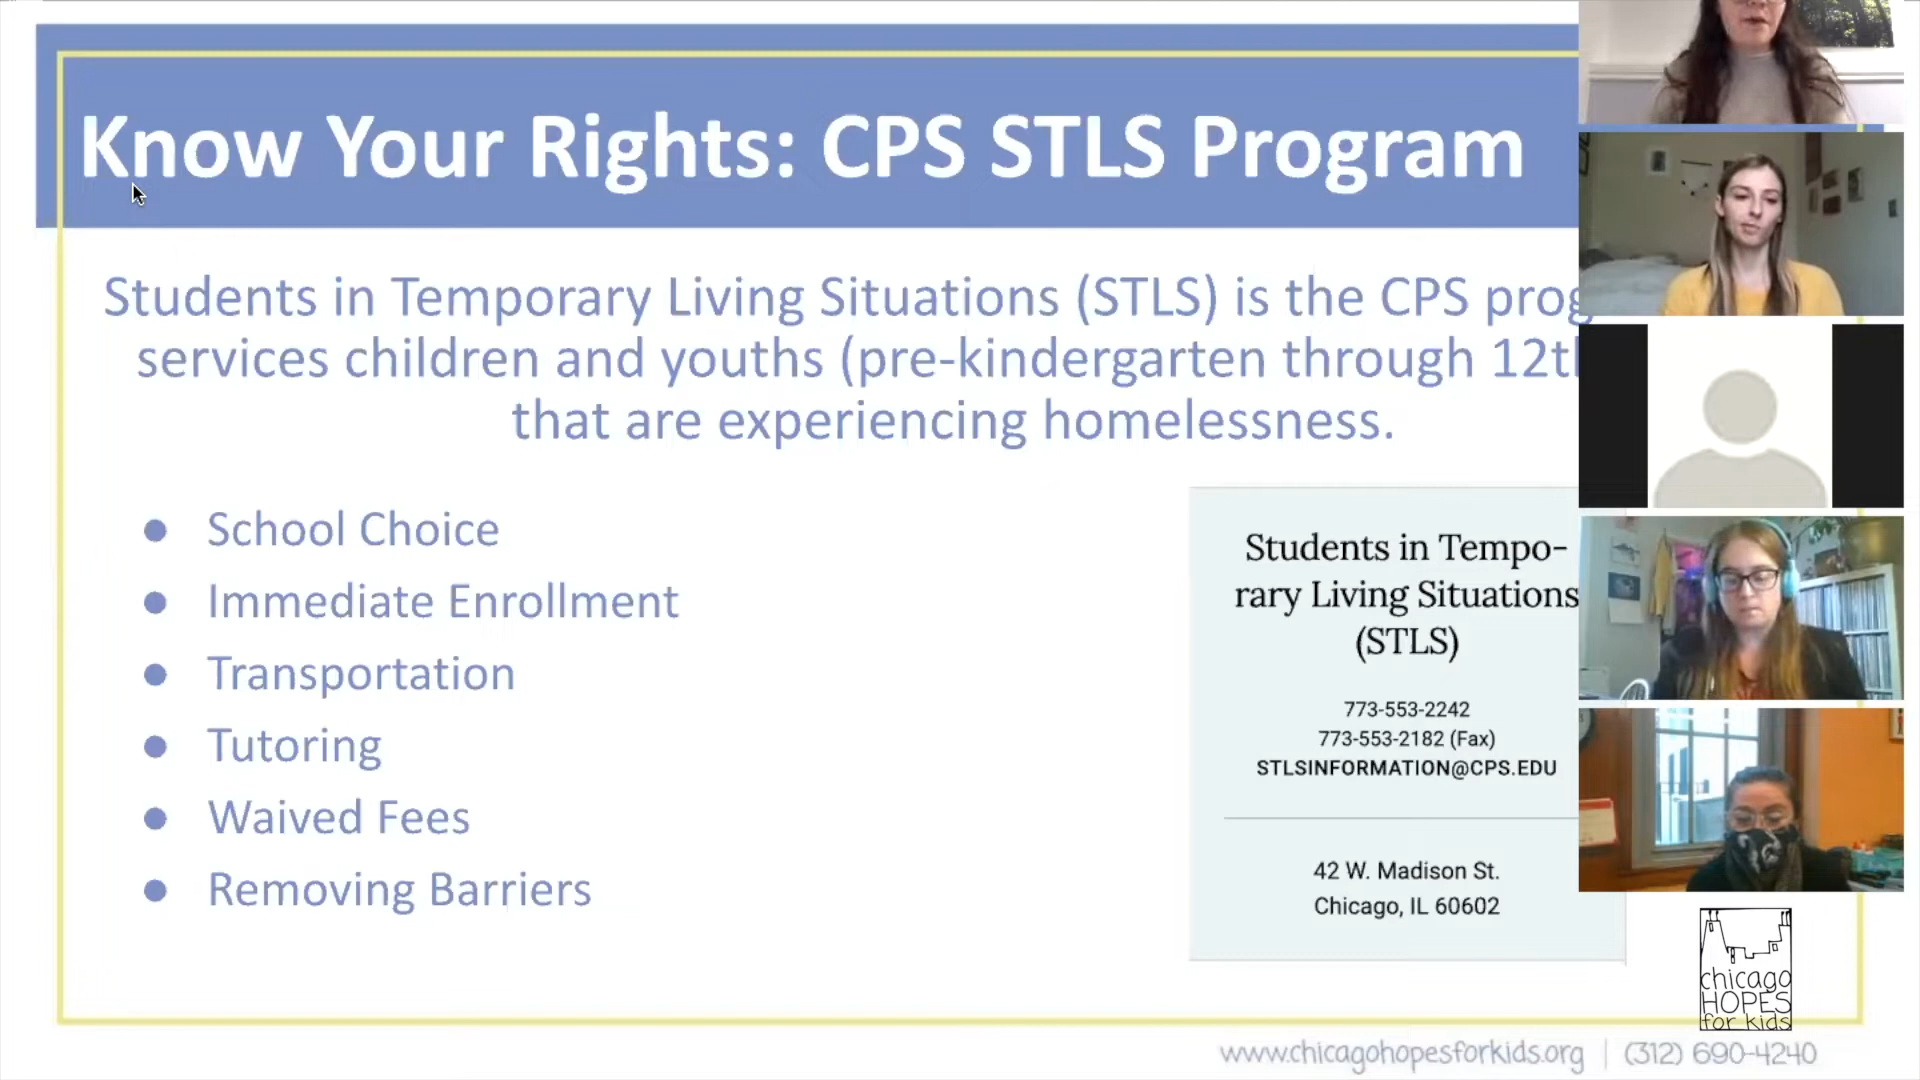 Know Your Rights: CPS STLS Program
Students in Temporary Living Situations (STLS) is the CPS
services children and youths (pre-kindergarten through
that are experiencing homelessness.
● School Choice
● Immediate Enrollment
● Transportation
● Tutoring
● Waived Fees
● Removing Barriers
Students in Tempo-
rary Living Situations
(STLS)
773-553-2242
773-553-2182 (Fax)
STLSINFORMATION@CPS.EDU
42 W. Madison St.
Chicago, IL 60602
chicago
HOPES
for kids
www.chicagohopesforkids.org | (312) 690-4240